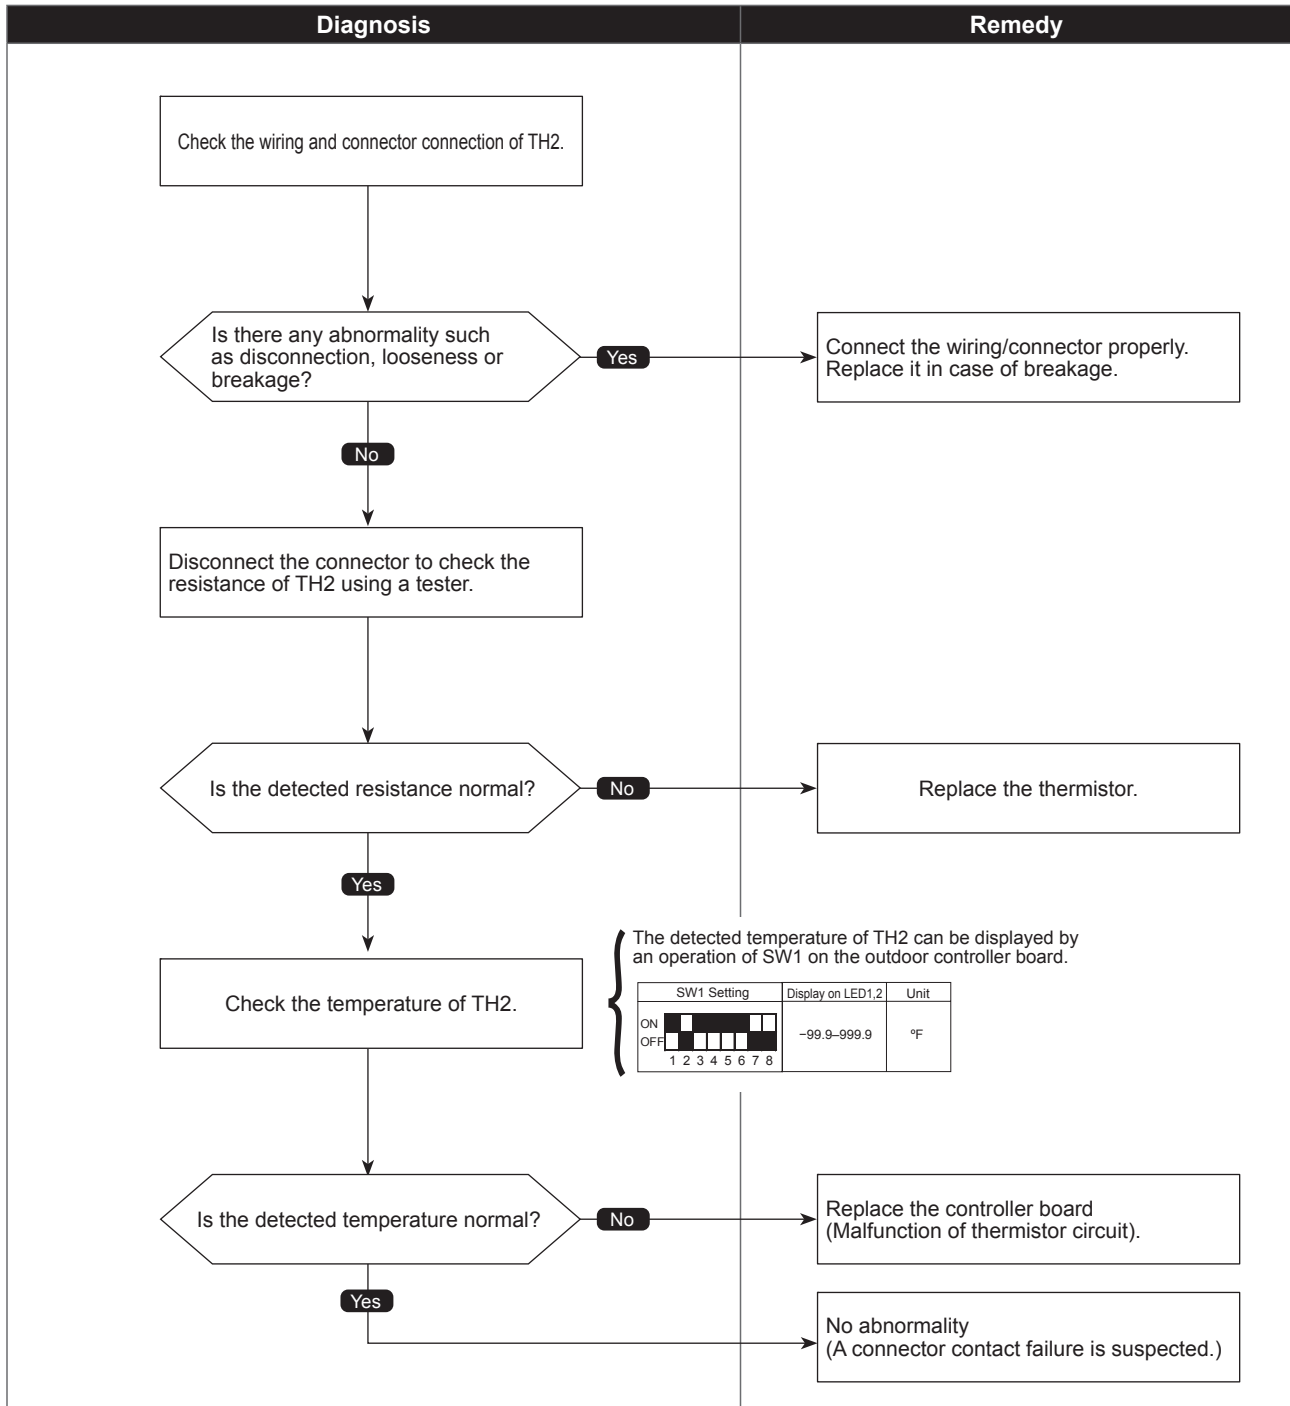 Diagnosis
Remedy
Check the wiring and connector connection of TH2.
Is there any abnormality such
as disconnection, looseness or
breakage?
Yes
Connect the wiring/connector properly.
Replace it in case of breakage.
No
Disconnect the connector to check the
resistance of TH2 using a tester.
Is the detected resistance normal?
No
Replace the thermistor.
Yes
Check the temperature of TH2.
The detected temperature of TH2 can be displayed by
an operation of SW1 on the outdoor controller board.
SW1 Setting
Display on LED1,2
Unit
ON
OFF
1 2 3 4 5 6 7 8
−99.9–999.9
ºF
Is the detected temperature normal?
No
Replace the controller board
(Malfunction of thermistor circuit).
Yes
No abnormality
(A connector contact failure is suspected.)